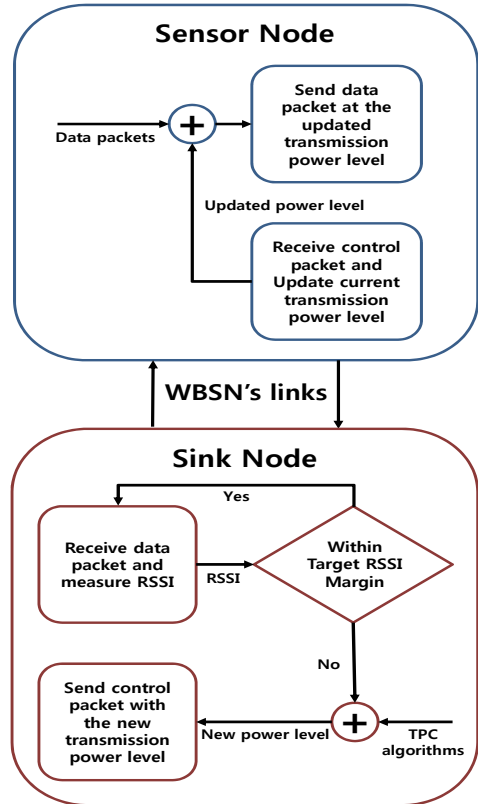 Sensor Node
Send data
packet at the
updated
transmission
power level
+
Data packets
Updated power level
Receive control
packet and
Update current
transmission
power level
WBSN's links
Sink Node
Yes
Receive data
packet and
measure RSSI
RSSI
Within
Target RSSI
Margin
No
Send control
packet with
the new
transmission
power level
New power level
+
TPC
algorithms